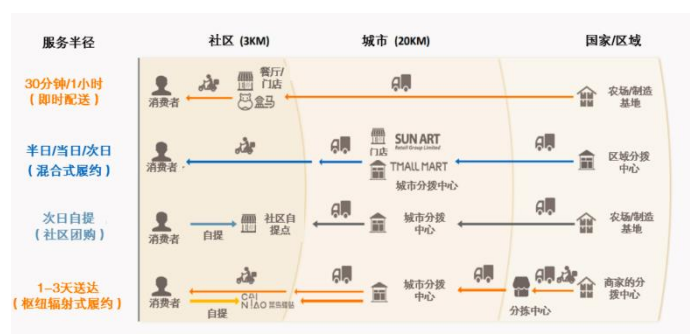 服务半径
社区 (3KM)
城市 (20KM)
国家/区域
30分钟/1小时
(即时配送)
消费者
餐厅/
门店
盒马
农场/制造
基地
半日/当日/次日
(混合式履约)
消费者
门店
SUN ART
Retail Group Limited
TMALL MART
城市分拨中心
区域分拨
中心
次日自提
(社区团购)
消费者
自提
社区自
提点
城市分拨
中心
农场/制造
基地
1-3天送达
(枢纽辐射式履约)
消费者
自提
CAI
NIAO 菜鸟驿站
城市分拨
中心
分拣中心
商家的分
拨中心